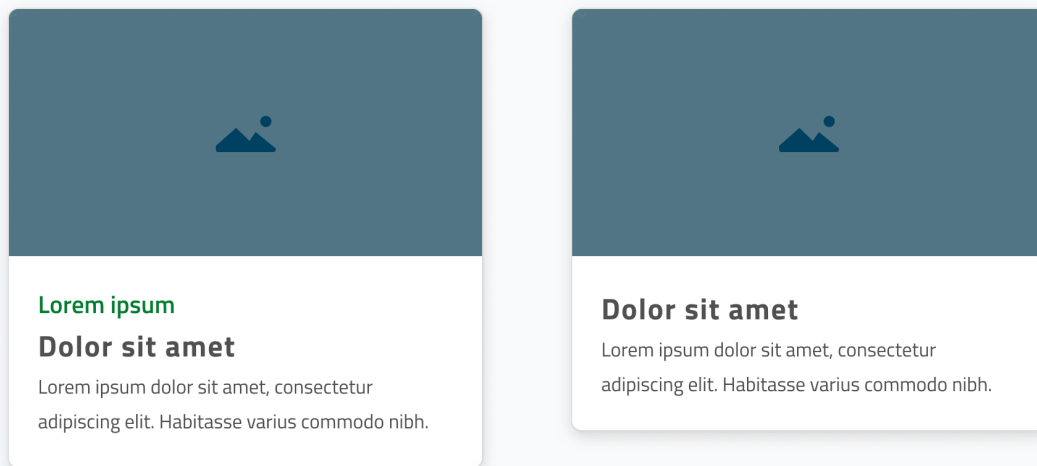 Lorem ipsum
Dolor sit amet
Lorem ipsum dolor sit amet, consectetur
adipiscing elit. Habitasse varius commodo nibh.
Dolor sit amet
Lorem ipsum dolor sit amet, consectetur
adipiscing elit. Habitasse varius commodo nibh.